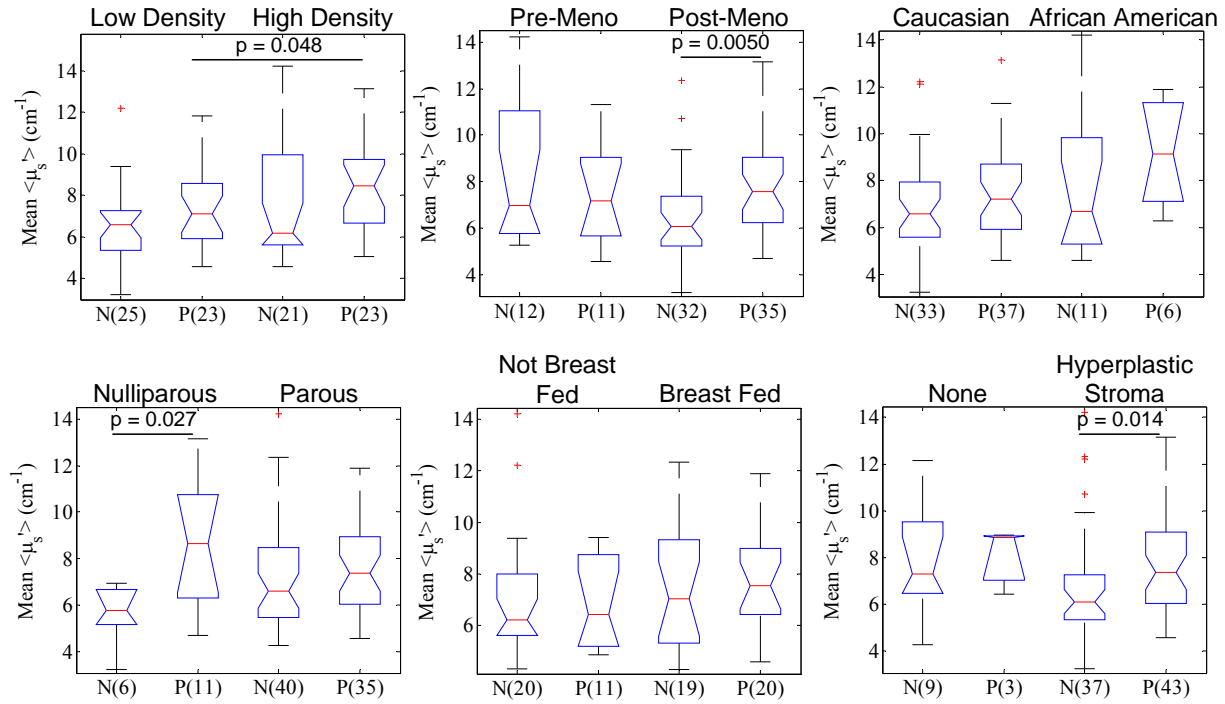 Low Density High Density
p = 0.048
Mean <μs'> (cm-1)
14
12
10
8
6
4
N(25) P(23) N(21) P(23)
Pre-Meno Post-Meno
p = 0.0050
Mean <μs'> (cm-1)
14
12
10
8
6
4
N(12) P(11) N(32) P(35)
Caucasian African American
Mean <μs'> (cm-1)
14
12
10
8
6
4
N(33) P(37) N(11) P(6)
Nulliparous Parous
p = 0.027
Mean <μs'> (cm-1)
14
12
10
8
6
4
N(6) P(11) N(40) P(35)
Not Breast
Fed Breast Fed
Mean <μs'> (cm-1)
14
12
10
8
6
N(20) P(11) N(19) P(20)
Hyperplastic
None Stroma
p = 0.014
Mean <μs'> (cm-1)
14
12
10
8
6
4
N(9) P(3) N(37) P(43)